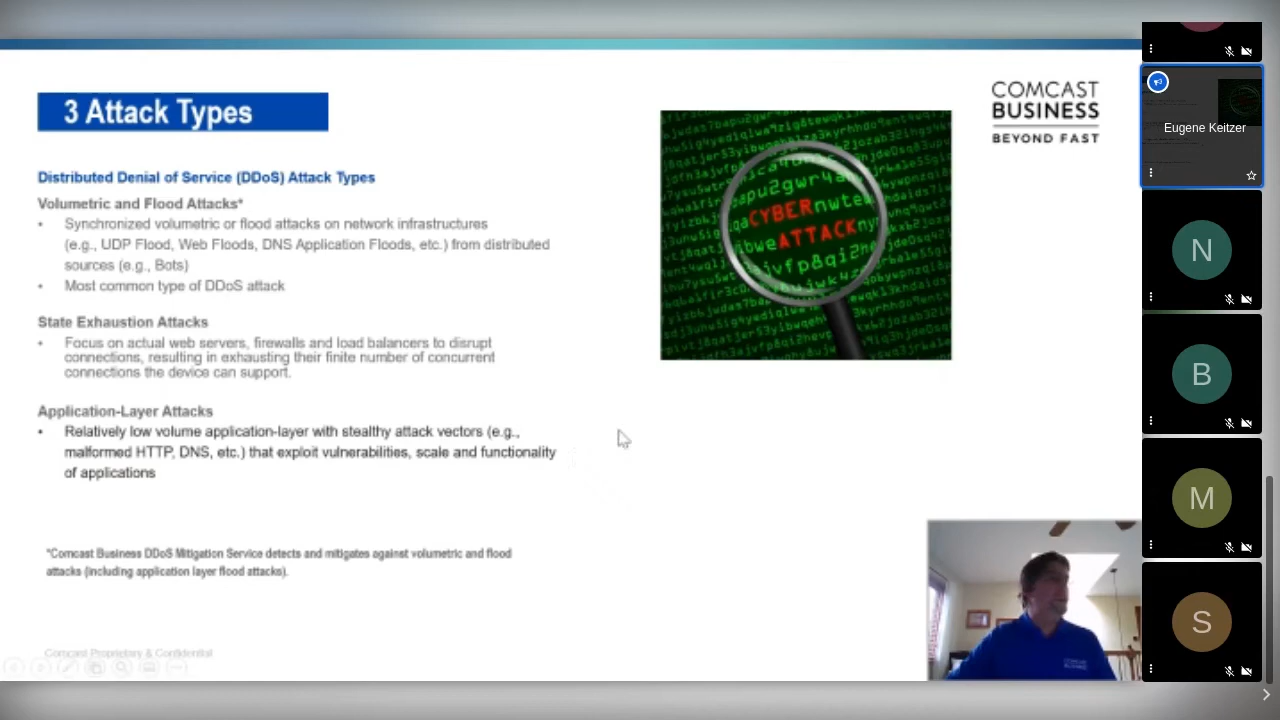 3 Attack Types
COMCAST
BUSINESS
BEYOND FAST
Distributed Denial of Service (DDoS) Attack Types
Volumetric and Flood Attacks*
• Synchronized volumetric or flood attacks on network infrastructures
(e.g., UDP Flood, Web Floods, DNS Application Floods, etc.) from distributed
sources (e.g., Bots)
• Most common type of DDoS attack
State Exhaustion Attacks
• Focus on actual web servers, firewalls and load balancers to disrupt
connections, resulting in exhausting their finite number of concurrent
connections the device can support.
Application-Layer Attacks
• Relatively low volume application-layer with stealthy attack vectors (e.g.,
malformed HTTP, DNS, etc.) that exploit vulnerabilities, scale and functionality
of applications
*Comcast Business DDoS Mitigation Service detects and mitigates against volumetric and flood
attacks (including application layer flood attacks).
Comcast Proprietary & Confidential
CYBER
ATTACK
COMCAST
BUSINESS
Eugene Keitzer
N
B
M
S